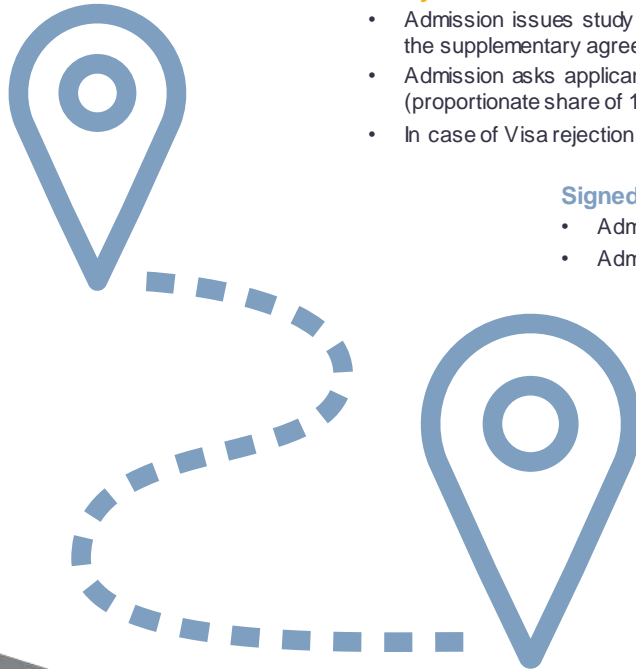 • Admission issues study
the supplementary agree
• Admission asks applican
(proportionate share of 1
• In case of Visa rejection
Signed
• Adm
• Adm